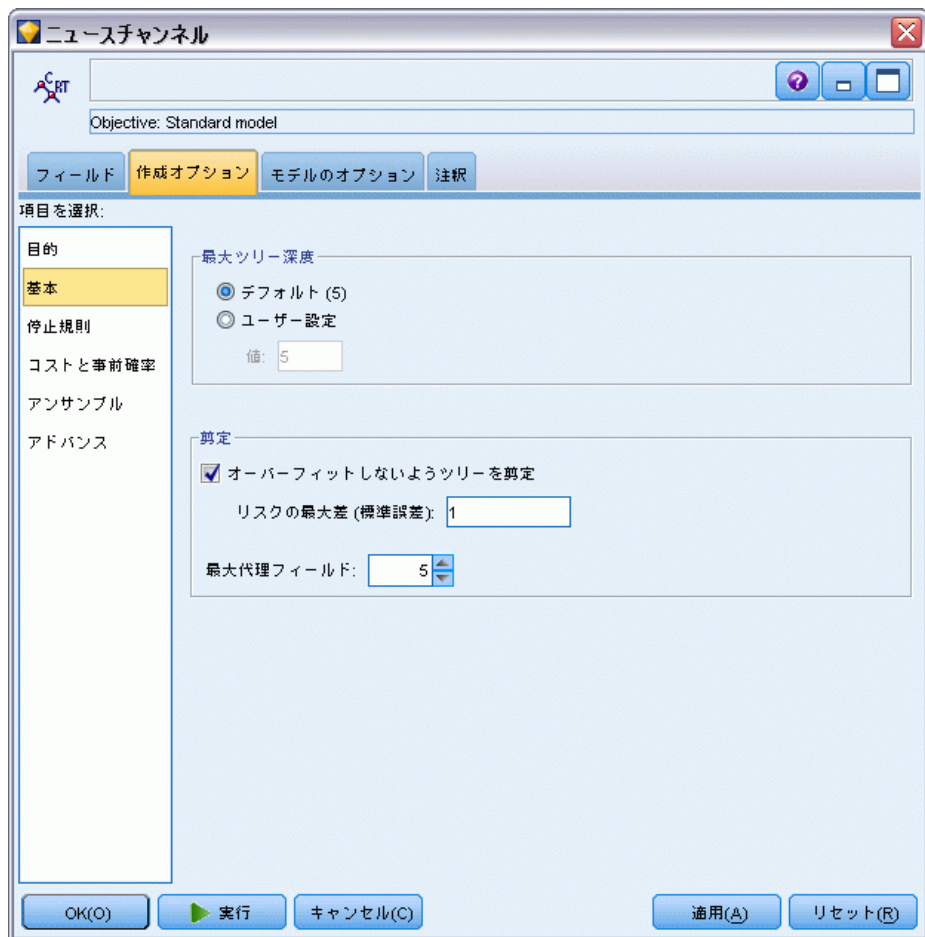 ニュースチャンネル
C RT
Objective: Standard model
フィールド 作成オプション モデルのオプション 注釈
項目を選択:
目的
基本
停止規則
コストと事前確率
アンサンブル
アドバンス
最大ツリー深度
デフォルト (5)
ユーザー設定
値: 5
剪定
オーバーフィットしないようツリーを剪定
リスクの最大差 (標準誤差): 1
最大代理フィールド: 5
OK(O) 実行 キャンセル(C) 適用(A) リセット(R)